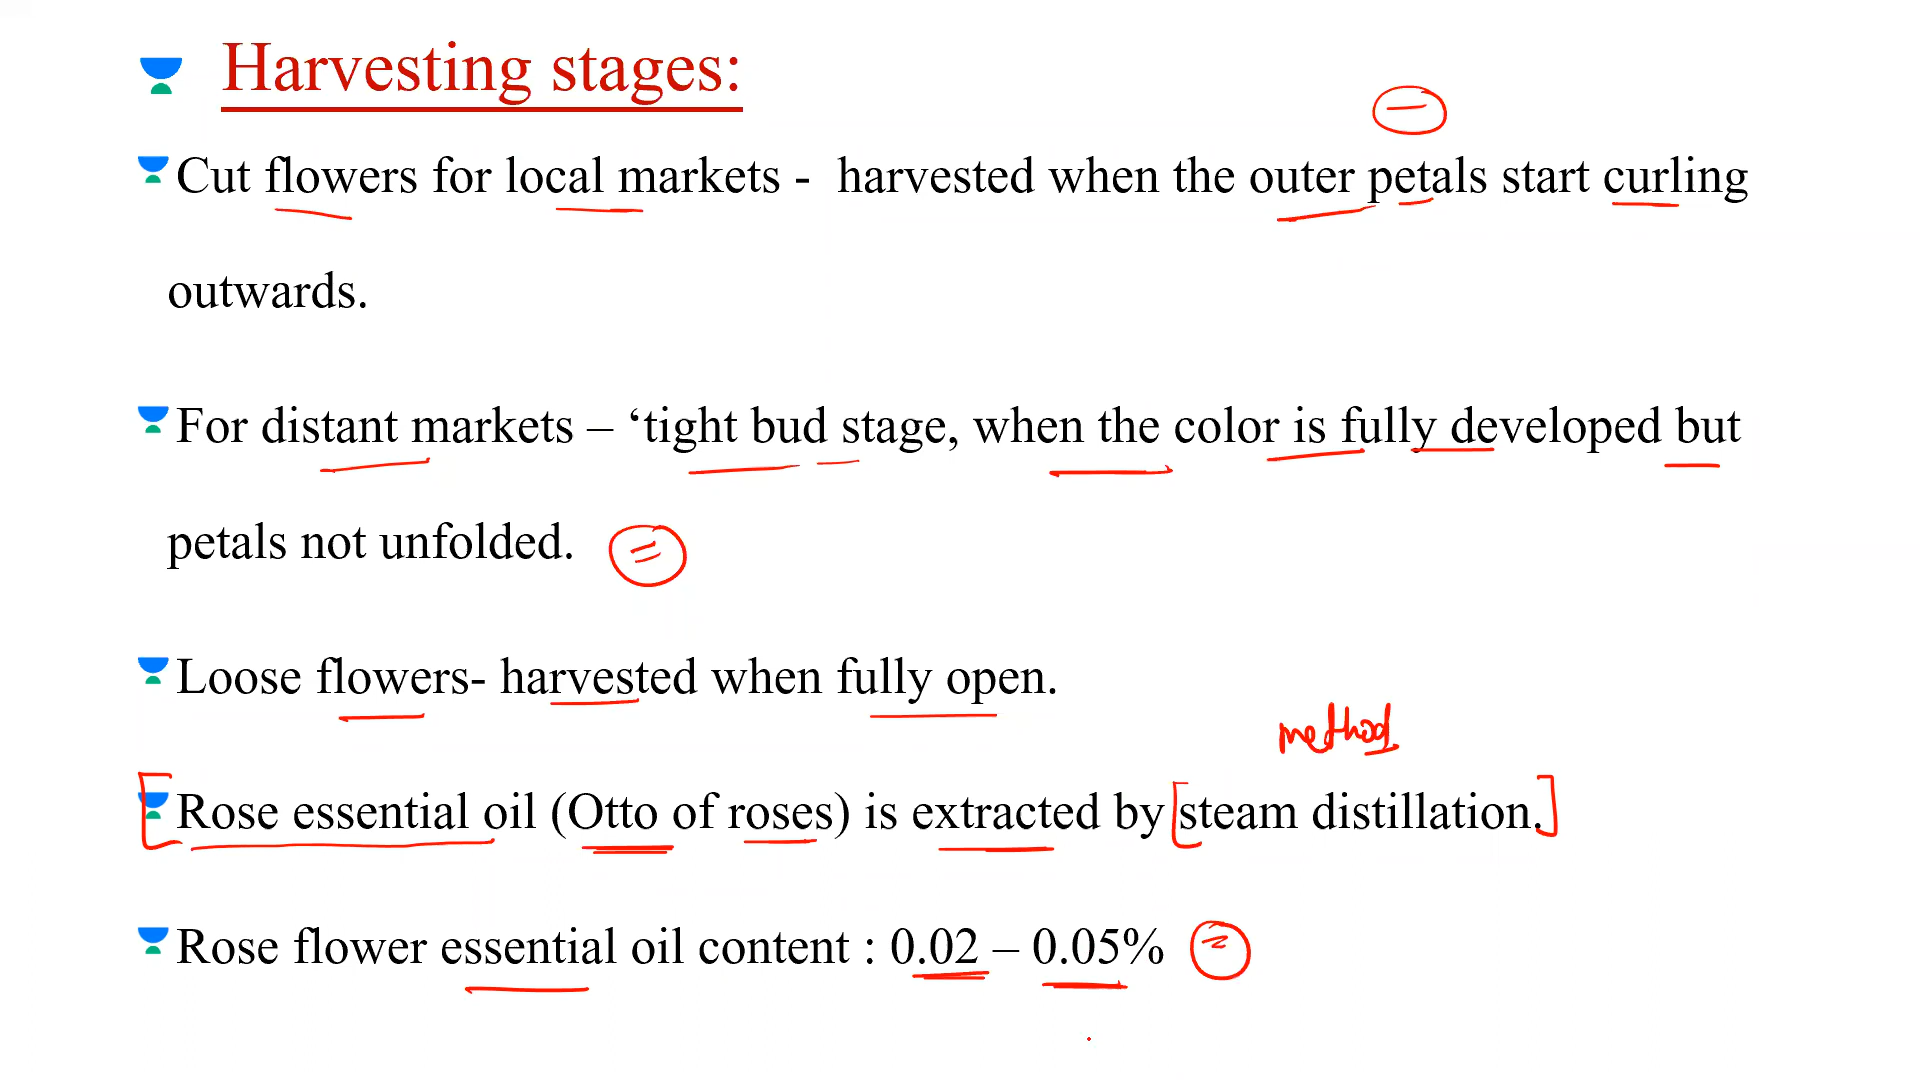 Harvesting stages:
Cut flowers for local markets -  harvested when the outer petals start curling
outwards.
For distant markets – ‘tight bud stage, when the color is fully developed but
petals not unfolded.
Loose flowers- harvested when fully open.
method
Rose essential oil (Otto of roses) is extracted by steam distillation.
Rose flower essential oil content : 0.02 – 0.05%